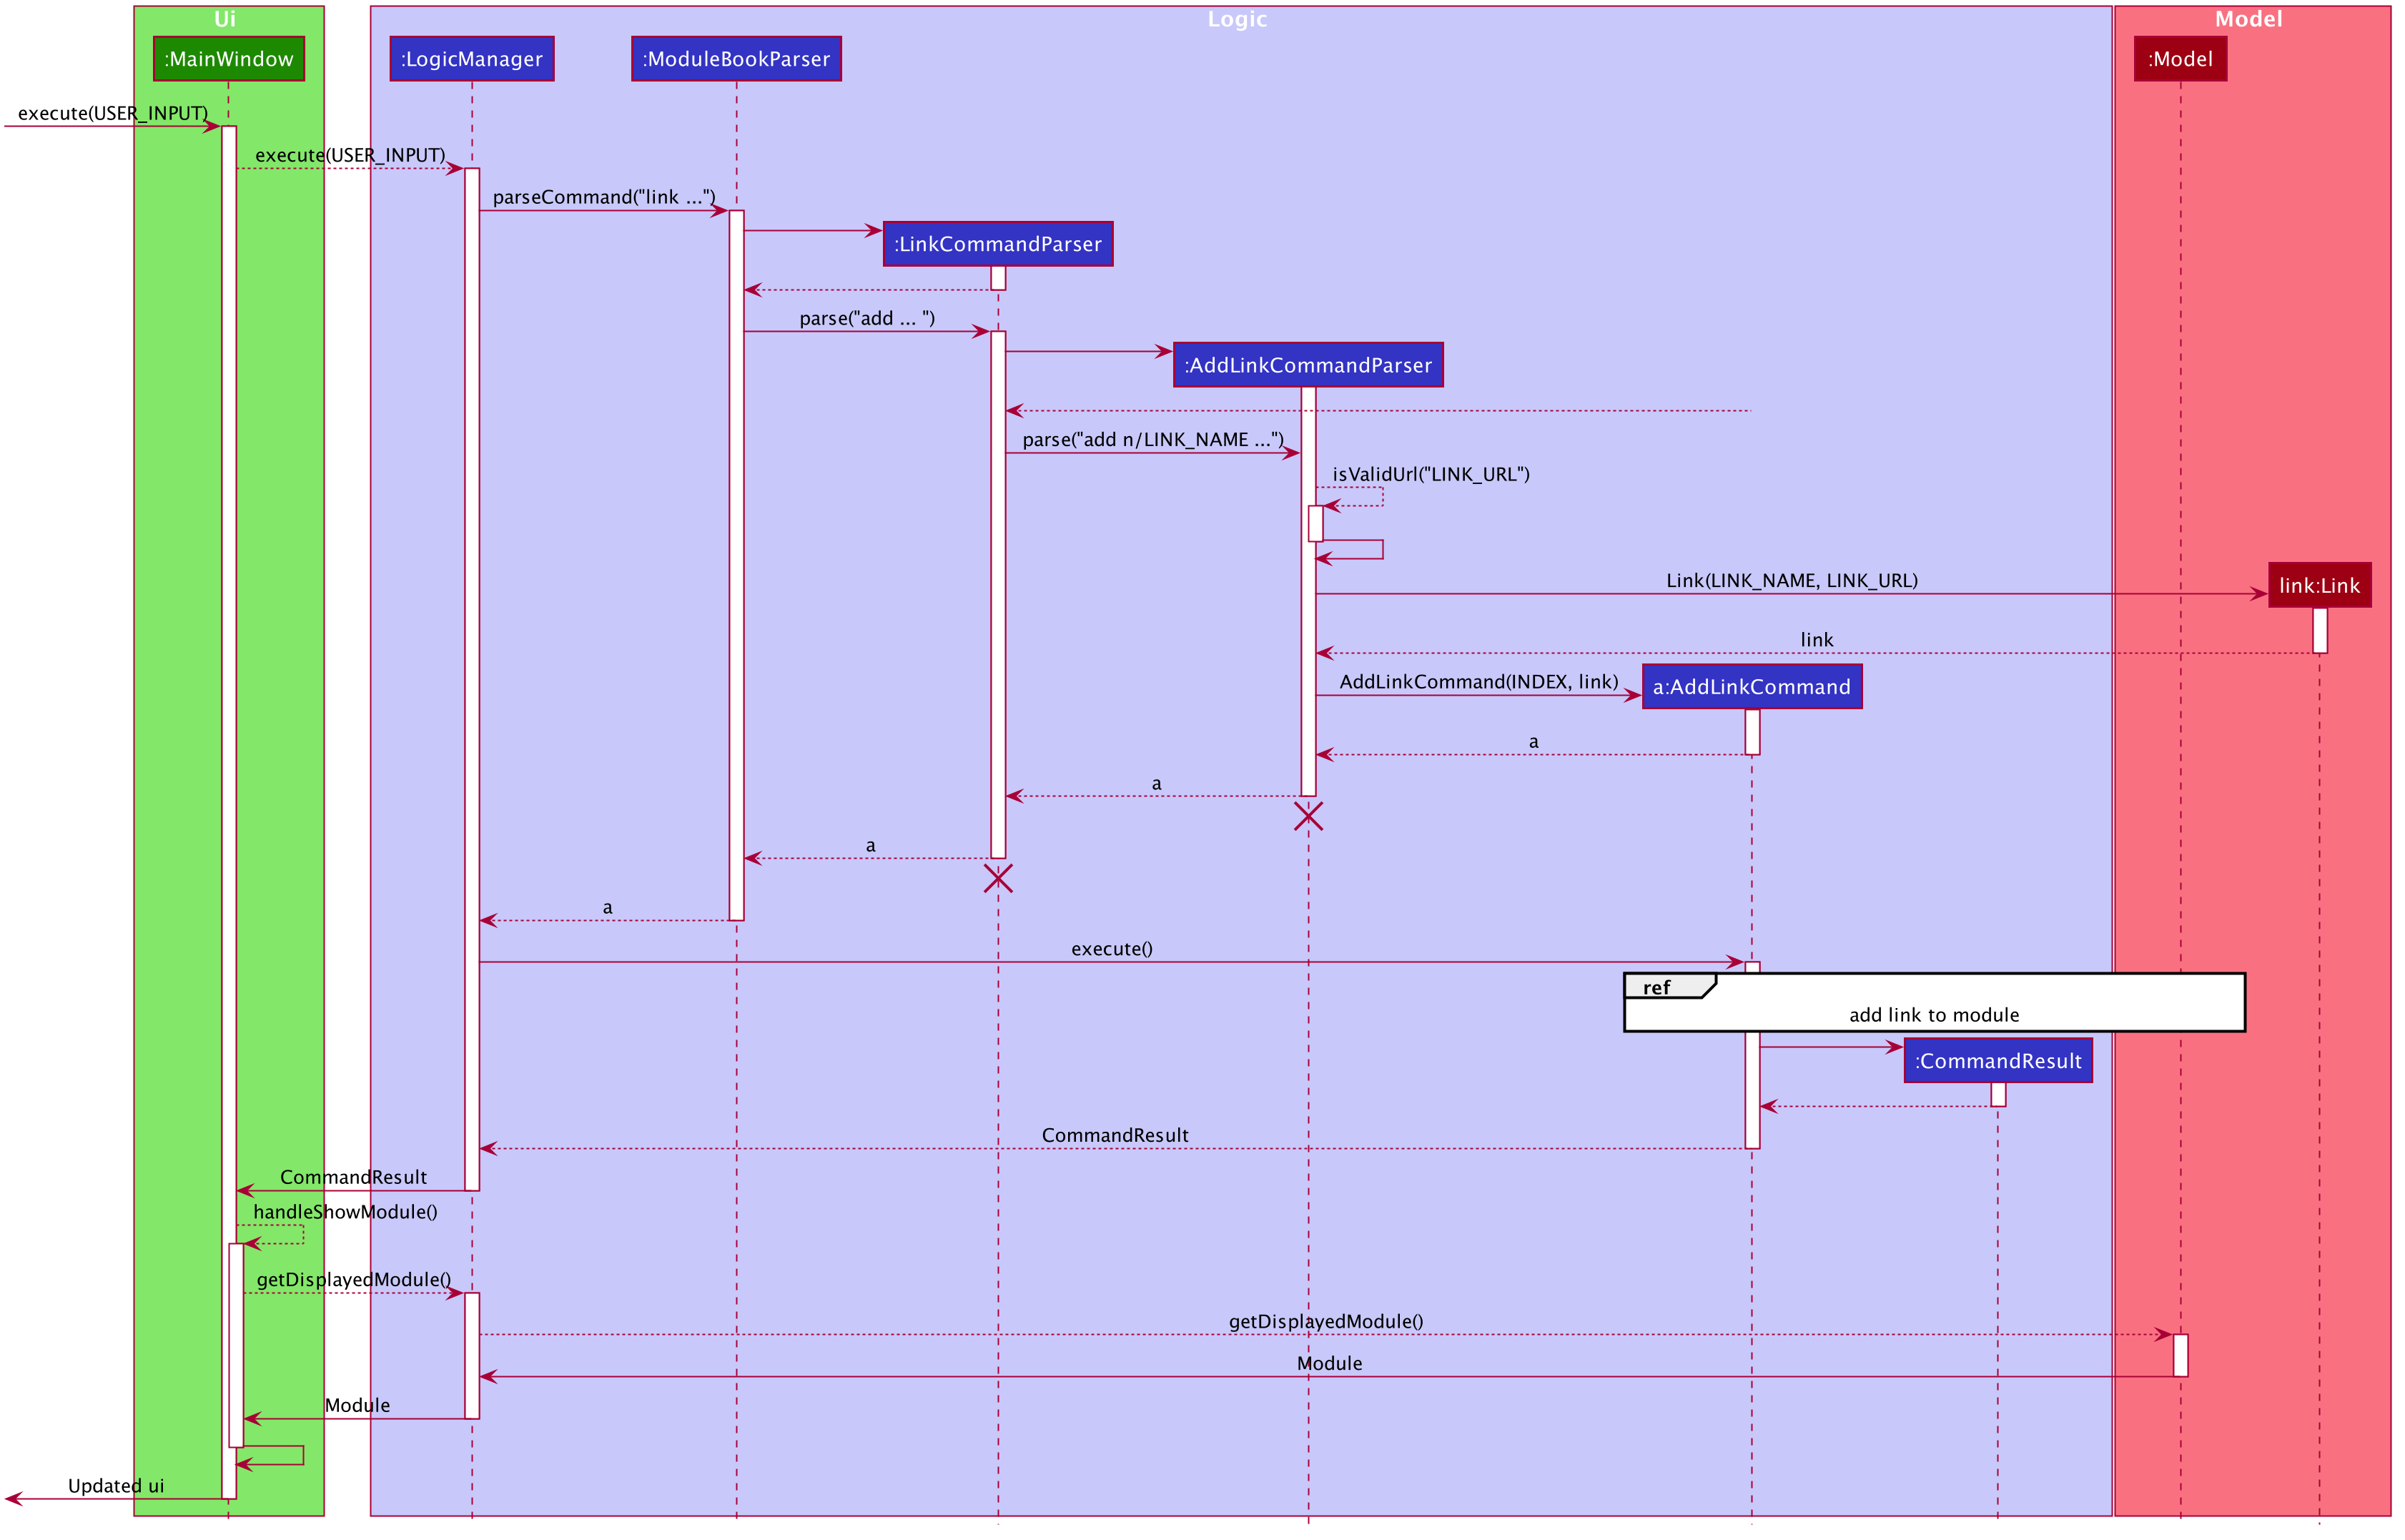 Ui
Logic
Model
:MainWindow
:LogicManager
:ModuleBookParser
:Model
execute(USER_INPUT)
execute(USER_INPUT)
parseCommand("link ...")
:LinkCommandParser
parse("add ... ")
:AddLinkCommandParser
parse("add n/LINK_NAME ...")
isValidUrl("LINK_URL")
Link(LINK_NAME, LINK_URL)
link:Link
link
AddLinkCommand(INDEX, link)
a:AddLinkCommand
a
a
a
a
execute()
ref
add link to module
:CommandResult
CommandResult
CommandResult
handleShowModule()
getDisplayedModule()
getDisplayedModule()
Module
Module
Updated ui